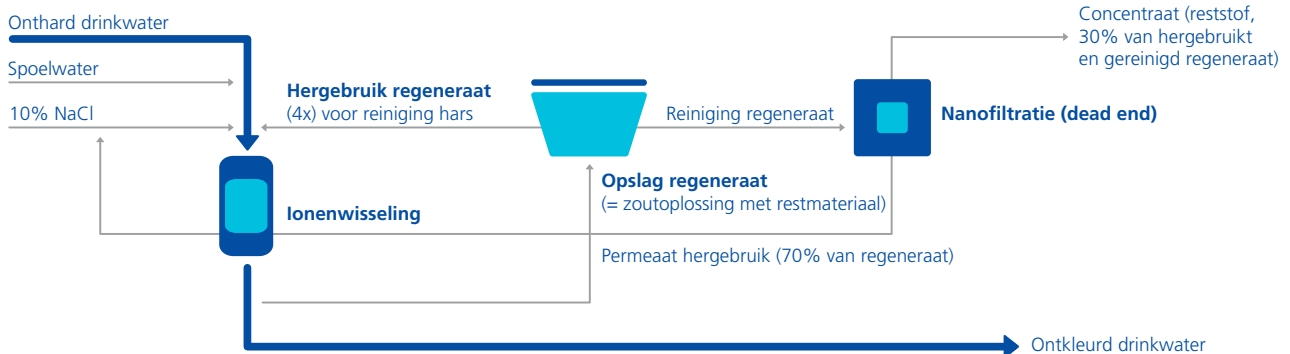 Onthard drinkwater
Spoelwater
10% NaCl
Hergebruik regeneraat
(4x) voor reiniging hars
Reiniging regeneraat
Concentraat (reststof,
30% van hergebruikt
en gereinigd regeneraat)
Nanofiltratie (dead end)
Opslag regeneraat
(= zoutoplossing met restmateriaal)
Ionenwisseling
Permeaat hergebruik (70% van regeneraat)
Ontkleurd drinkwater